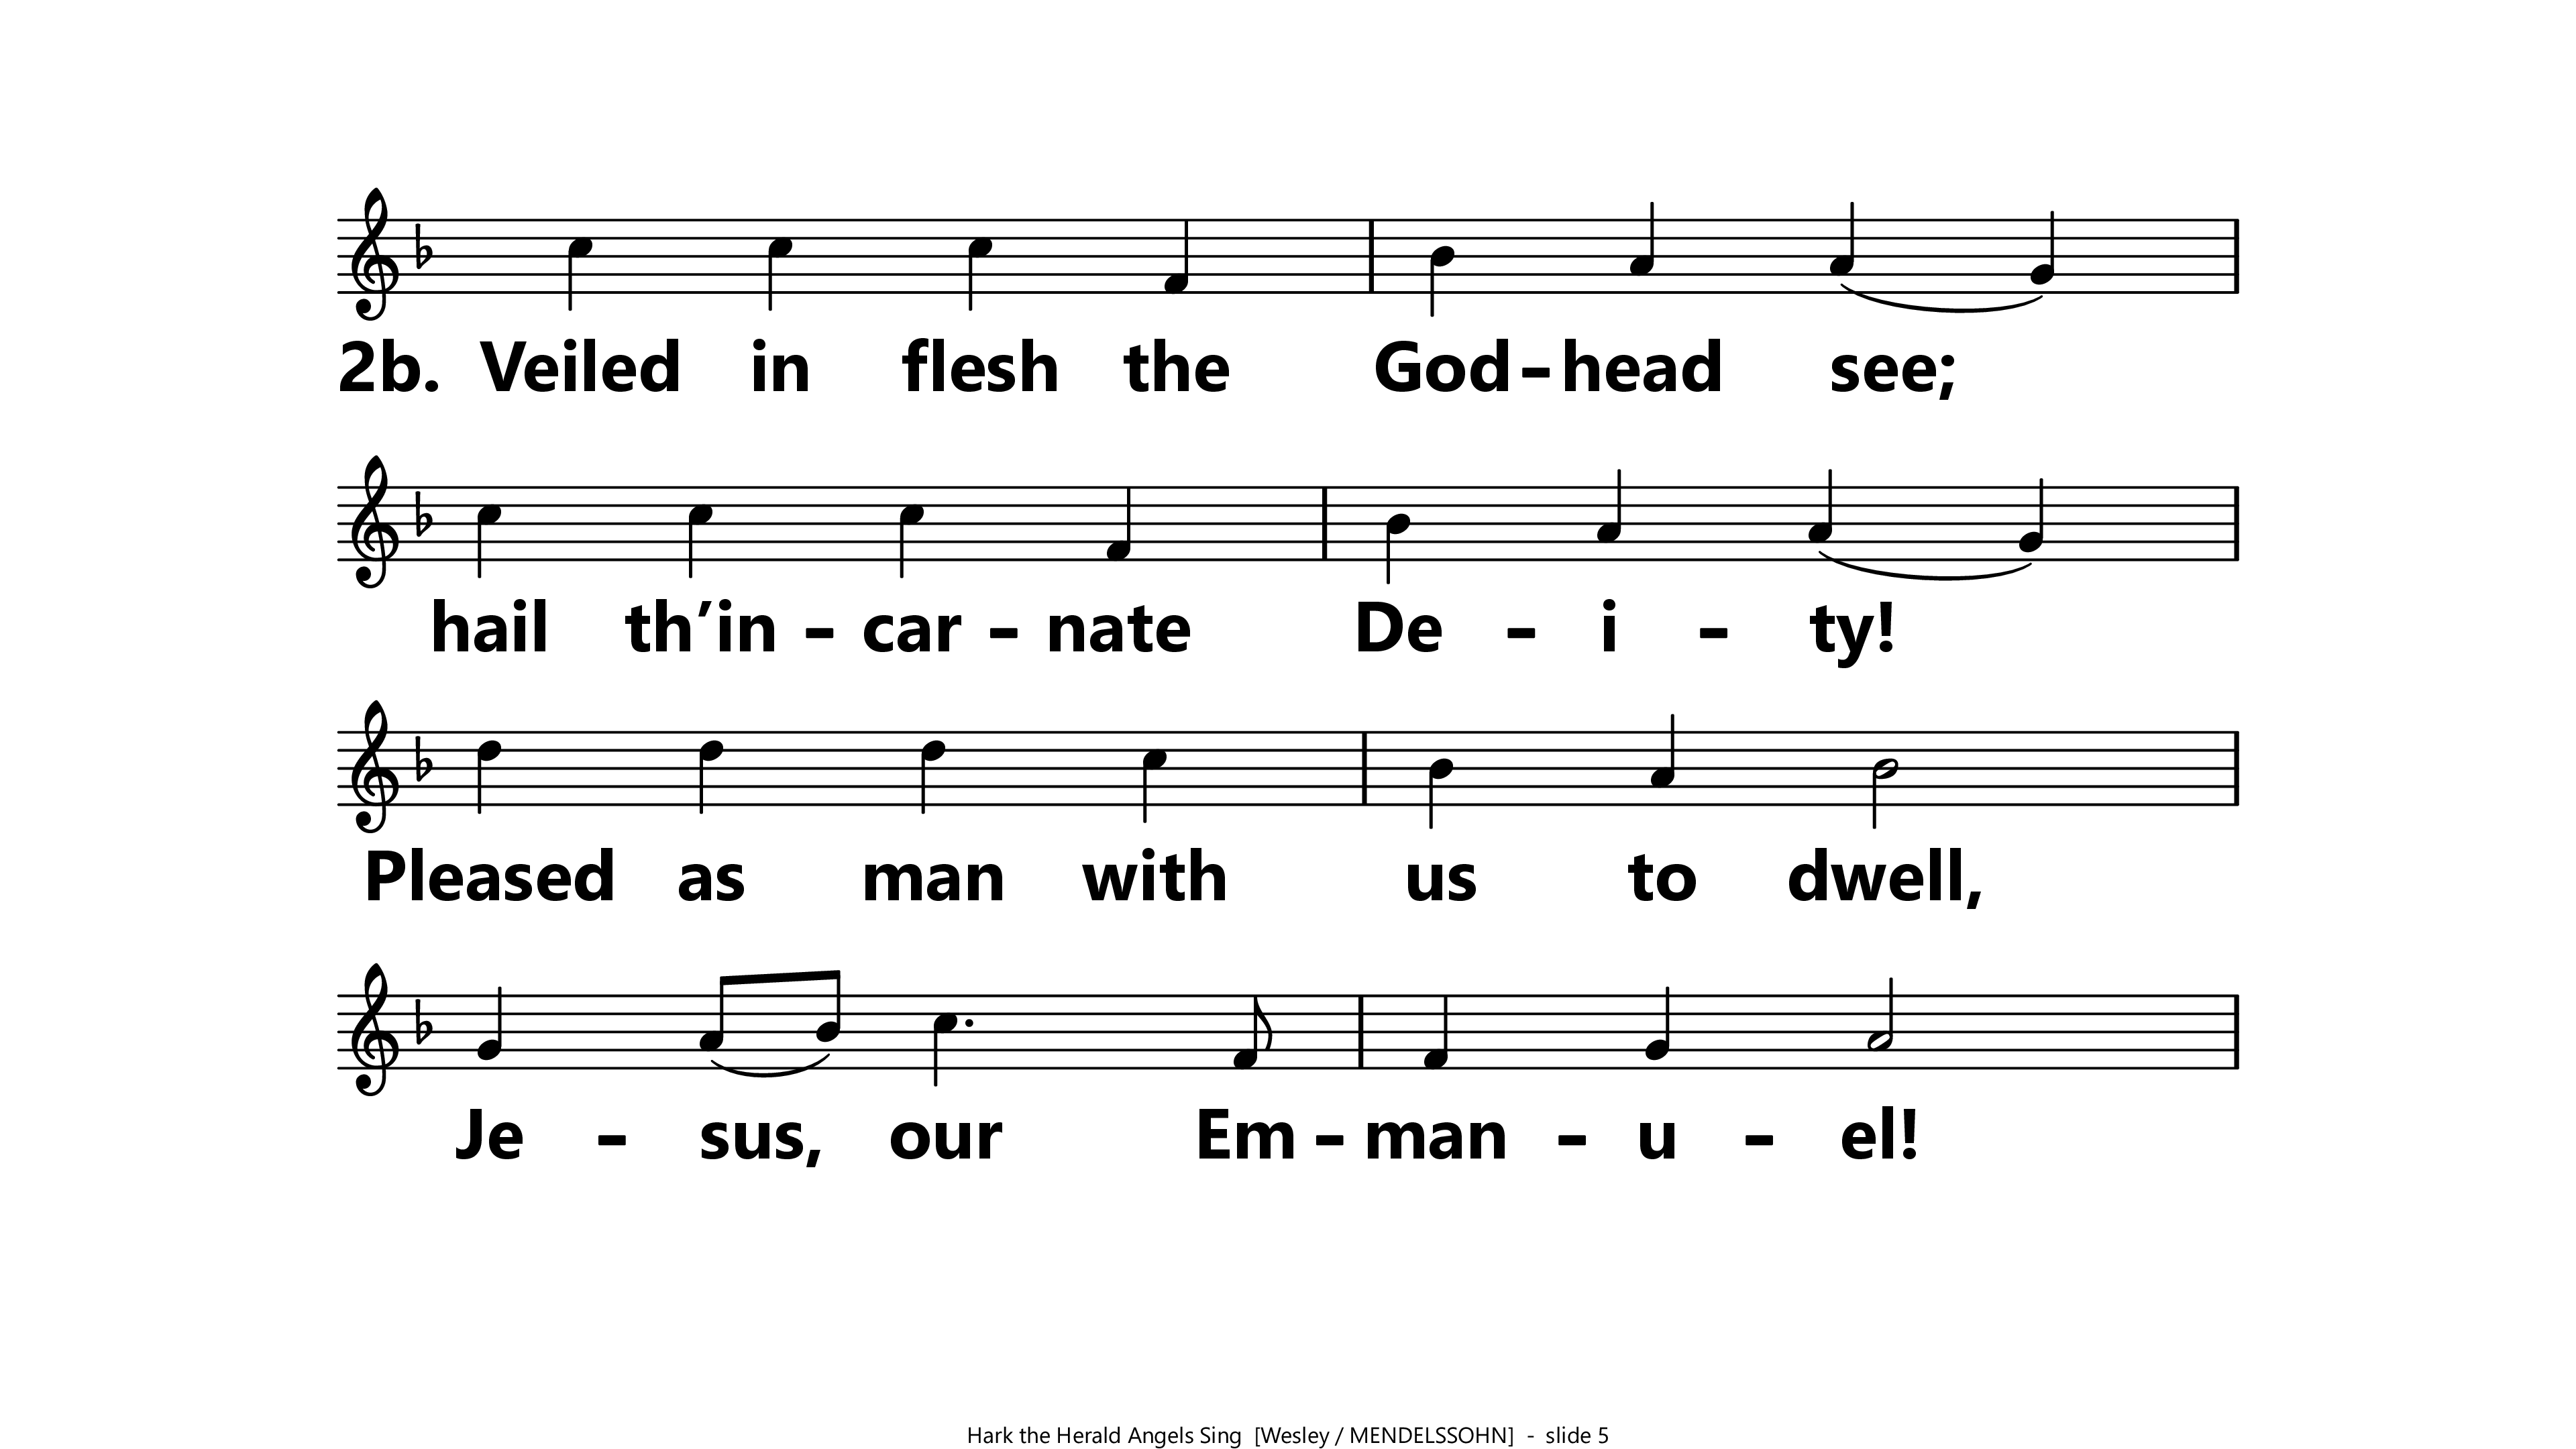 2b. Veiled in flesh the God-head see;
hail th’in - car - nate De - i - ty!
Pleased as man with us to dwell,
Je - sus, our Em - man - u - el!
Hark the Herald Angels Sing [Wesley / MENDELSSOHN] - slide 5